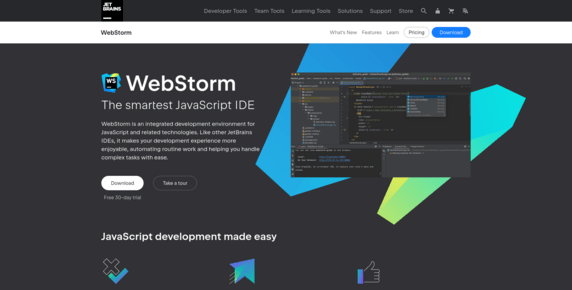 JET
BRAINS
Developer Tools Team Tools Learning Tools Solutions Support Store
WebStorm
What's New Features Learn Pricing Download
WS
WebStorm
The smartest JavaScript IDE
WebStorm is an integrated development environment for
JavaScript and related technologies. Like other JetBrains
IDEs, it makes your development experience more
enjoyable, automating routine work and helping you handle
complex tasks with ease.
Download Take a tour
Free 30-day trial
JavaScript development made easy